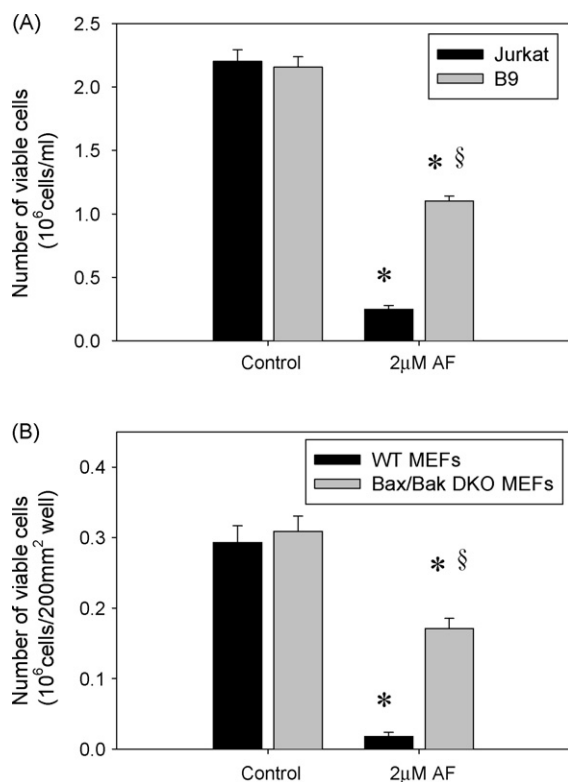 (A)
2.5
2.0
1.5
1.0
0.5
0.0
Number of viable cells
(10⁶cells/ml)
Jurkat
B9
* §
*
Control
2μM AF
(B)
0.4
0.3
0.2
0.1
0.0
Number of viable cells
(10⁶cells/200mm² well)
WT MEFs
Bax/Bak DKO MEFs
* §
*
Control
2μM AF